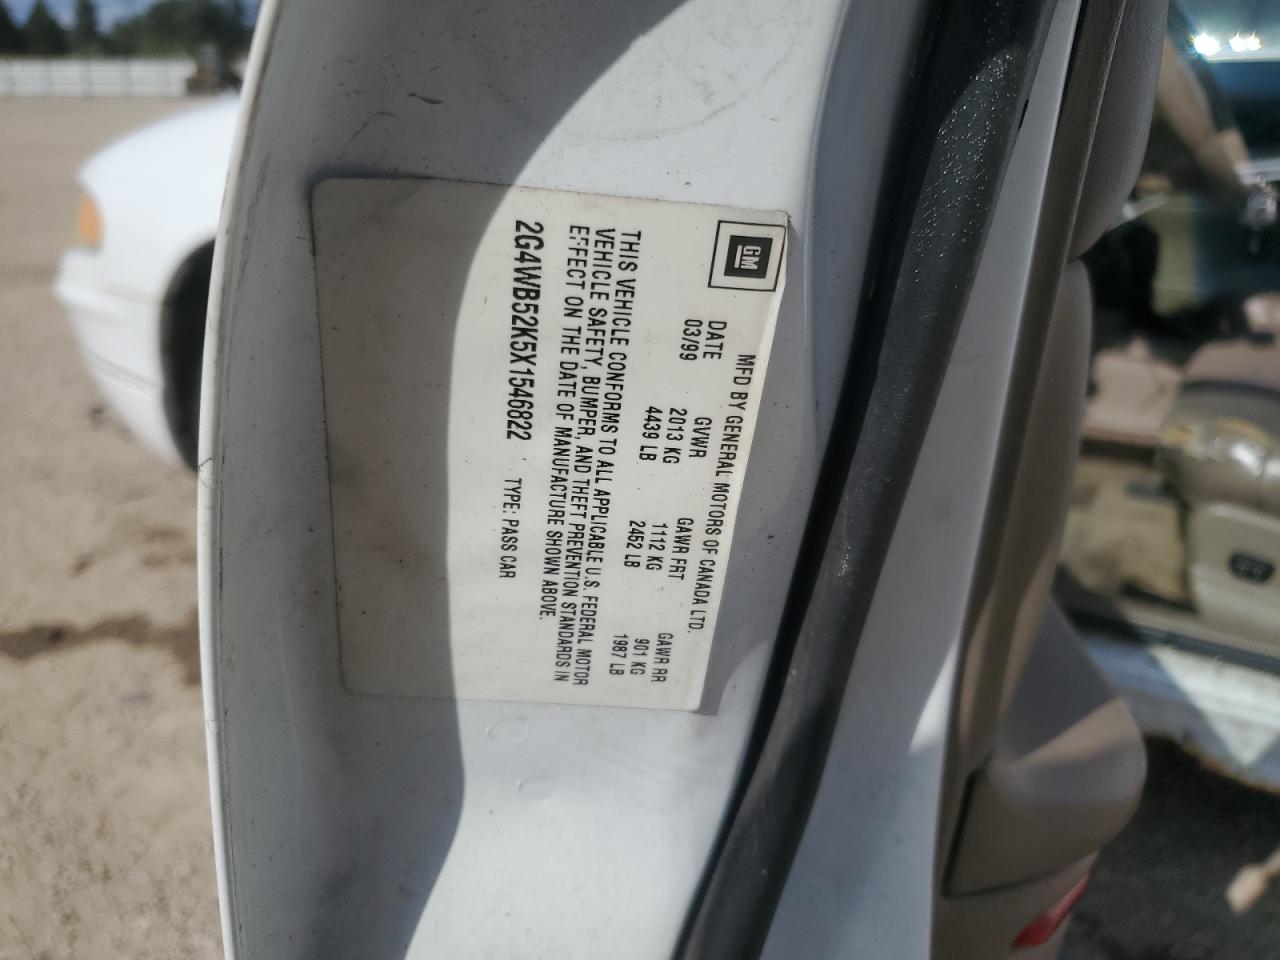 GM
MFD BY GENERAL MOTORS OF CANADA LTD.
DATE GVWR GAWR FRT GAWR RR
03/99 2013 KG 1112 KG 901 KG
4439 LB 2452 LB 1987 LB
THIS VEHICLE CONFORMS TO ALL APPLICABLE U.S. FEDERAL MOTOR
VEHICLE SAFETY, BUMPER, AND THEFT PREVENTION STANDARDS IN
EFFECT ON THE DATE OF MANUFACTURE SHOWN ABOVE.
2G4WB52K5X1546822 TYPE: PASS CAR